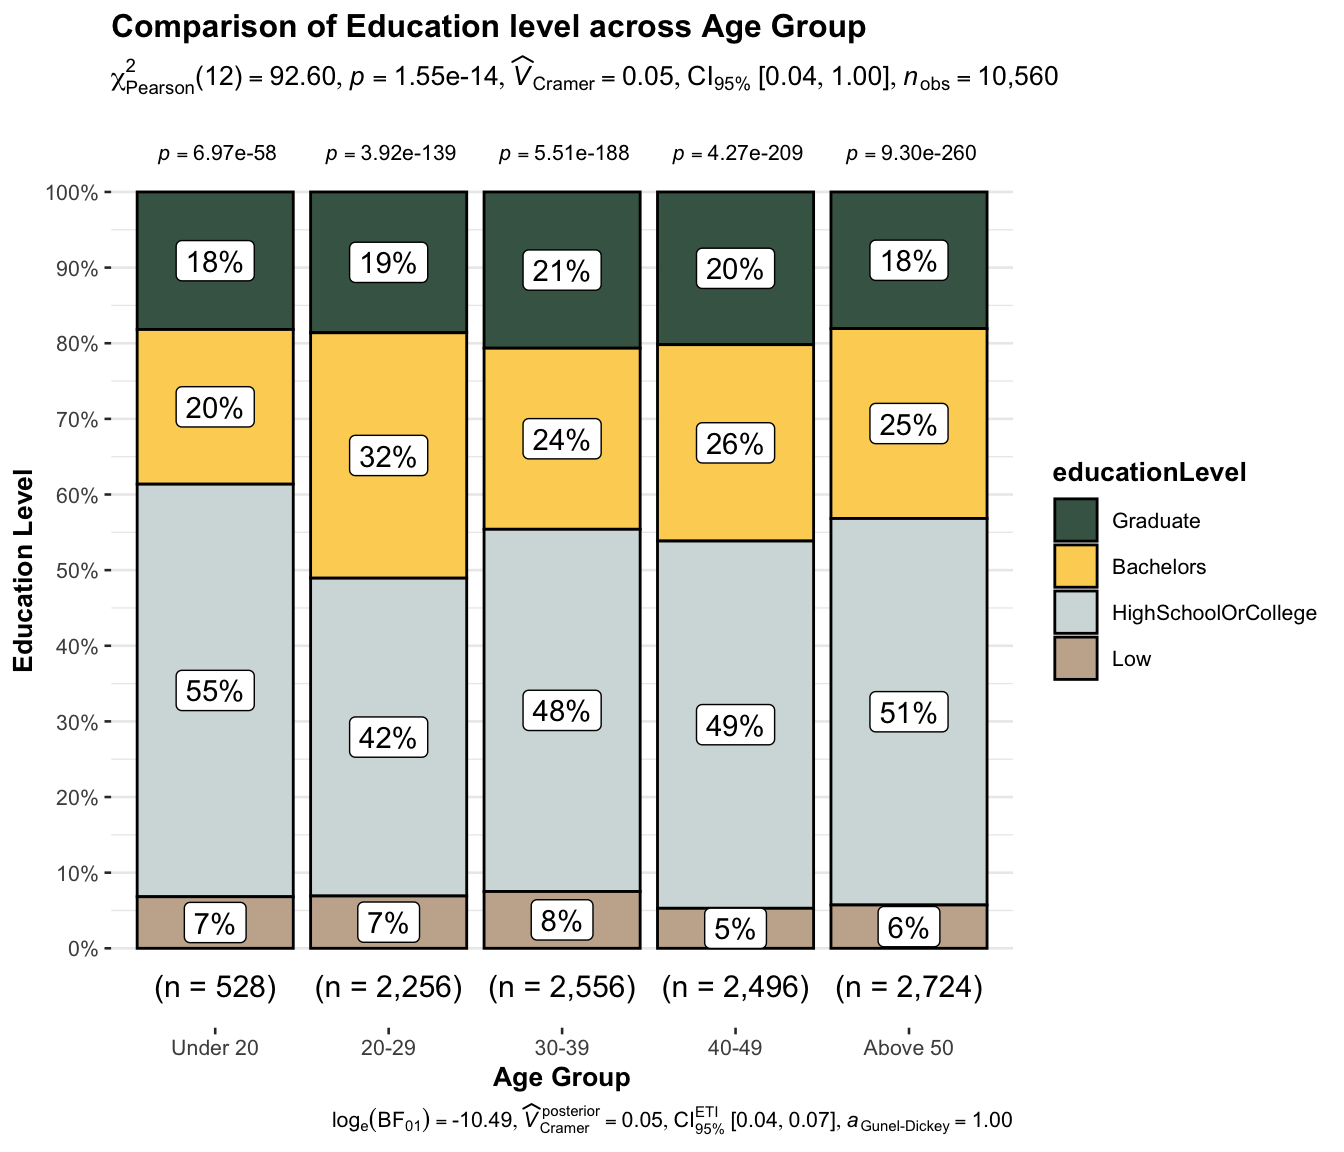 Comparison of Education level across Age Group
χ²Pearson(12) = 92.60, p = 1.55e-14, V̂Cramer = 0.05, CI95% [0.04, 1.00], nobs = 10,560
p = 6.97e-58 p = 3.92e-139 p = 5.51e-188 p = 4.27e-209 p = 9.30e-260
100%
90%
80%
70%
60%
50%
40%
30%
20%
10%
0%
Education Level
18% 19% 21% 20% 18%
20% 32% 24% 26% 25%
55% 42% 48% 49% 51%
7% 7% 8% 5% 6%
(n = 528) (n = 2,256) (n = 2,556) (n = 2,496) (n = 2,724)
Under 20 20-29 30-39 40-49 Above 50
Age Group
educationLevel
Graduate
Bachelors
HighSchoolOrCollege
Low
loge(BF01) = -10.49, V̂Cramer posterior = 0.05, CI95% ETI [0.04, 0.07], aGunel-Dickey = 1.00